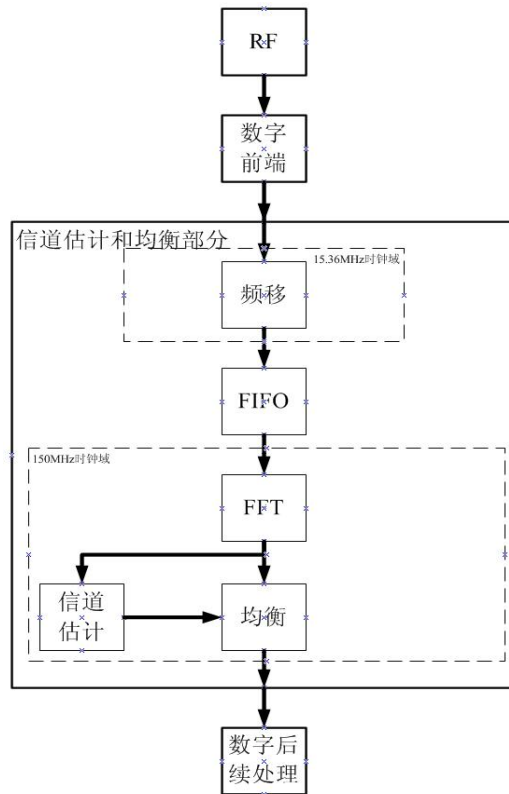 RF
数字
前端
信道估计和均衡部分
15.36MHz时钟域
频移
FIFO
150MHz时钟域
FFT
信道
估计
均衡
数字后
续处理